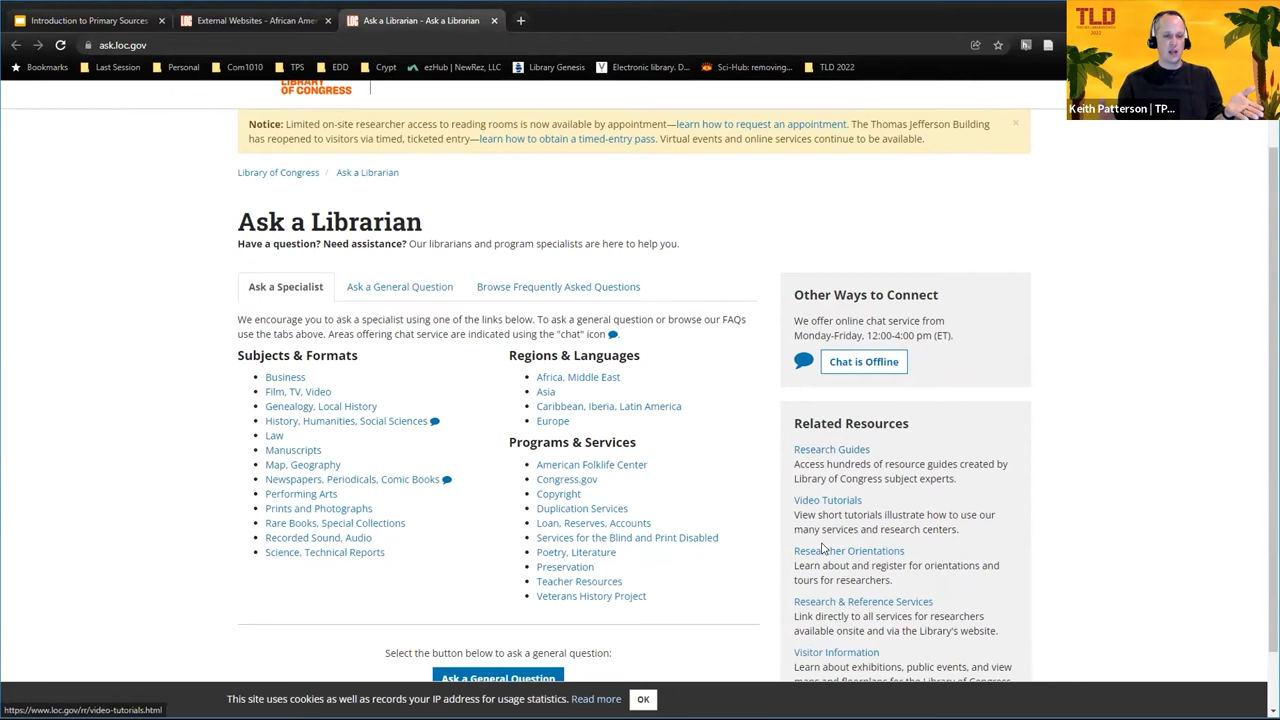 Introduction to Primary Sources
External Websites - African Ame
Ask a Librarian - Ask a Librarian
ask.loc.gov
Bookmarks
Last Session
Personal
Com1010
TPS
EDD
Crypt
ezHub | NewRez, LLC
Library Genesis
Electronic library. D...
Sci-Hub: removing...
TLD 2022
TLD
2022
Keith Patterson | TP...
LIBRARY
OF CONGRESS
Notice: Limited on-site researcher access to reading rooms is now available by appointment—learn how to request an appointment. The Thomas Jefferson Building
has reopened to visitors via timed, ticketed entry—learn how to obtain a timed-entry pass. Virtual events and online services continue to be available.
Library of Congress / Ask a Librarian
Ask a Librarian
Have a question? Need assistance? Our librarians and program specialists are here to help you.
Ask a Specialist
Ask a General Question
Browse Frequently Asked Questions
We encourage you to ask a specialist using one of the links below. To ask a general question or browse our FAQs
use the tabs above. Areas offering chat service are indicated using the "chat" icon .
Subjects & Formats
Business
Film, TV, Video
Genealogy, Local History
History, Humanities, Social Sciences
Law
Manuscripts
Map, Geography
Newspapers, Periodicals, Comic Books
Performing Arts
Prints and Photographs
Rare Books, Special Collections
Recorded Sound, Audio
Science, Technical Reports
Regions & Languages
Africa, Middle East
Asia
Caribbean, Iberia, Latin America
Europe
Programs & Services
American Folklife Center
Congress.gov
Copyright
Duplication Services
Loan, Reserves, Accounts
Services for the Blind and Print Disabled
Poetry, Literature
Preservation
Teacher Resources
Veterans History Project
Select the button below to ask a general question:
Ask a General Question
Other Ways to Connect
We offer online chat service from
Monday-Friday, 12:00-4:00 pm (ET).
Chat is Offline
Related Resources
Research Guides
Access hundreds of resource guides created by
Library of Congress subject experts.
Video Tutorials
View short tutorials illustrate how to use our
many services and research centers.
Researcher Orientations
Learn about and register for orientations and
tours for researchers.
Research & Reference Services
Link directly to all services for researchers
available onsite and via the Library's website.
Visitor Information
Learn about exhibitions, public events, and view
maps and floorplans for the Library of Congress
This site uses cookies as well as records your IP address for usage statistics. Read more
OK
https://www.loc.gov/rr/video-tutorials.html